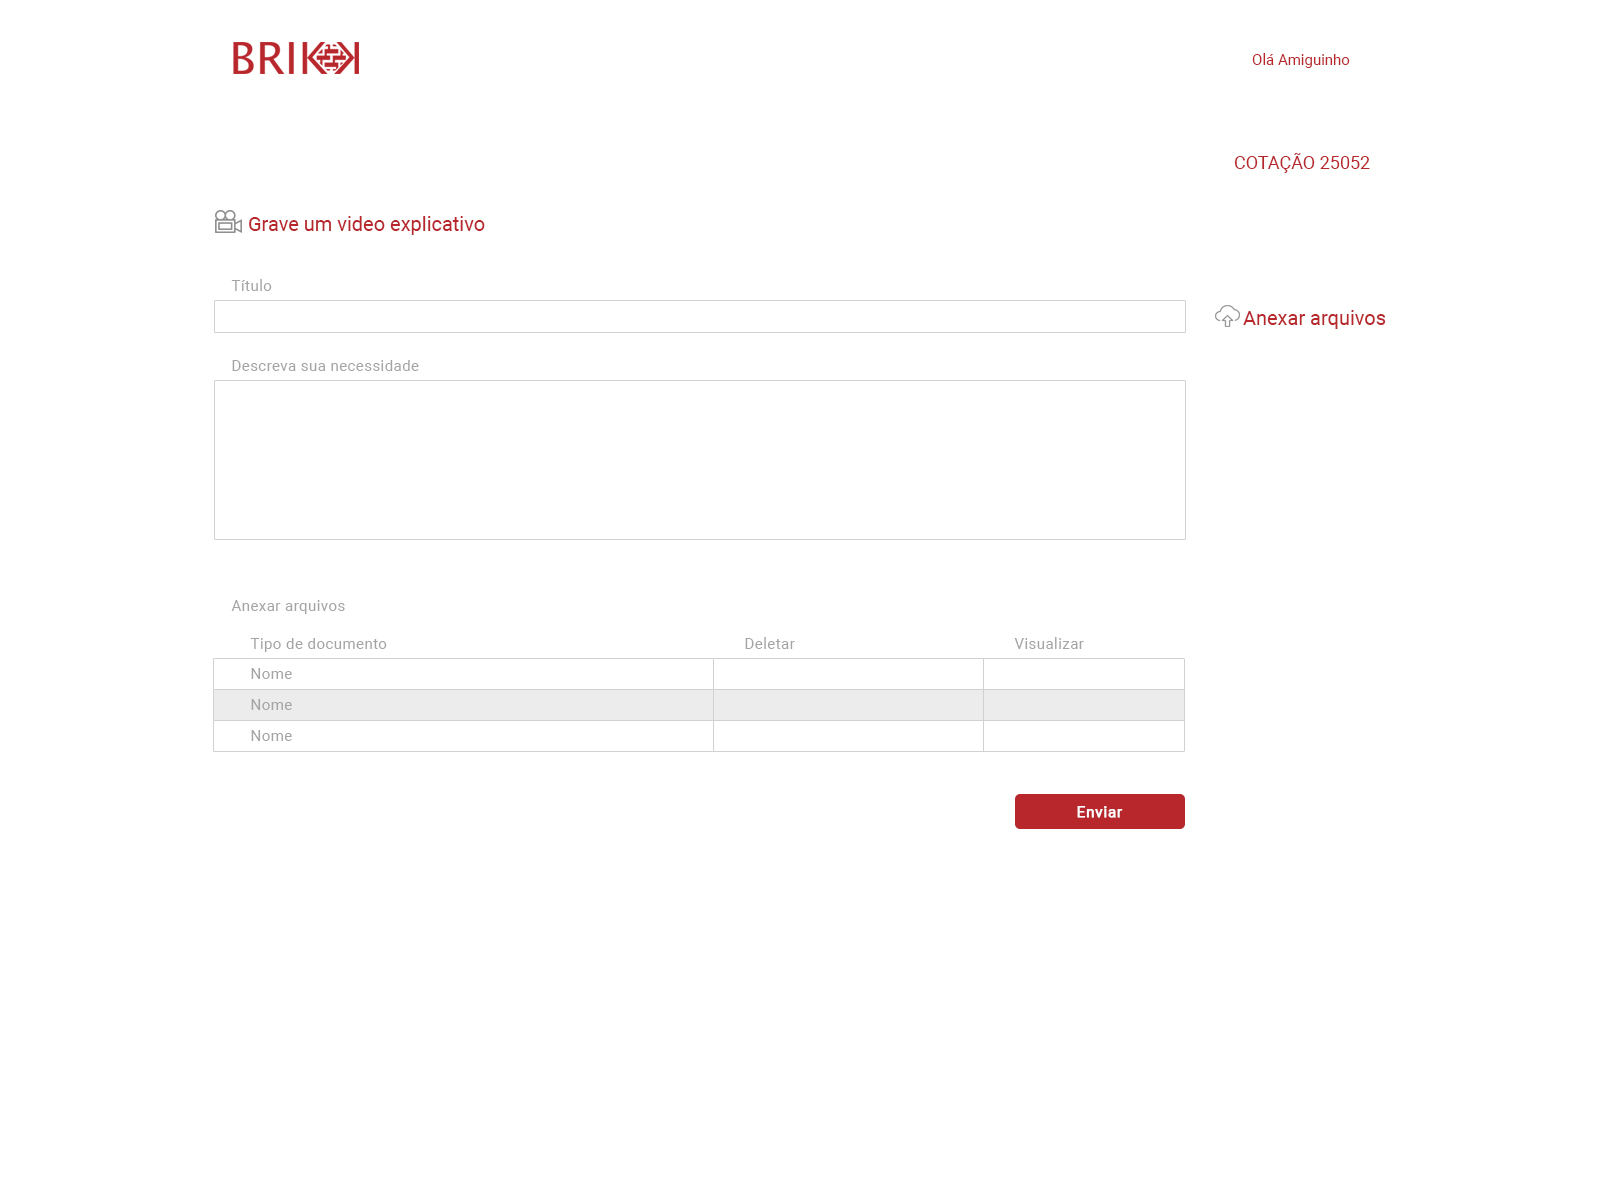 BRIKK
Olá Amiguinho
COTAÇÃO 25052
Grave um video explicativo
Título
Anexar arquivos
Descreva sua necessidade
Anexar arquivos
Tipo de documento Deletar Visualizar
Nome
Nome
Nome
Enviar